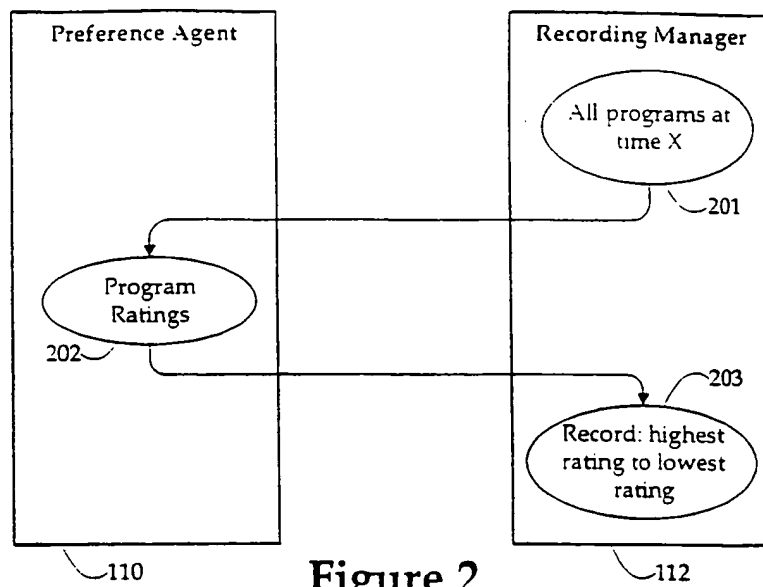 Preference Agent
Recording Manager
All programs at
time X
201
Program
Ratings
202
203
Record: highest
rating to lowest
rating
110
112
Figure 2